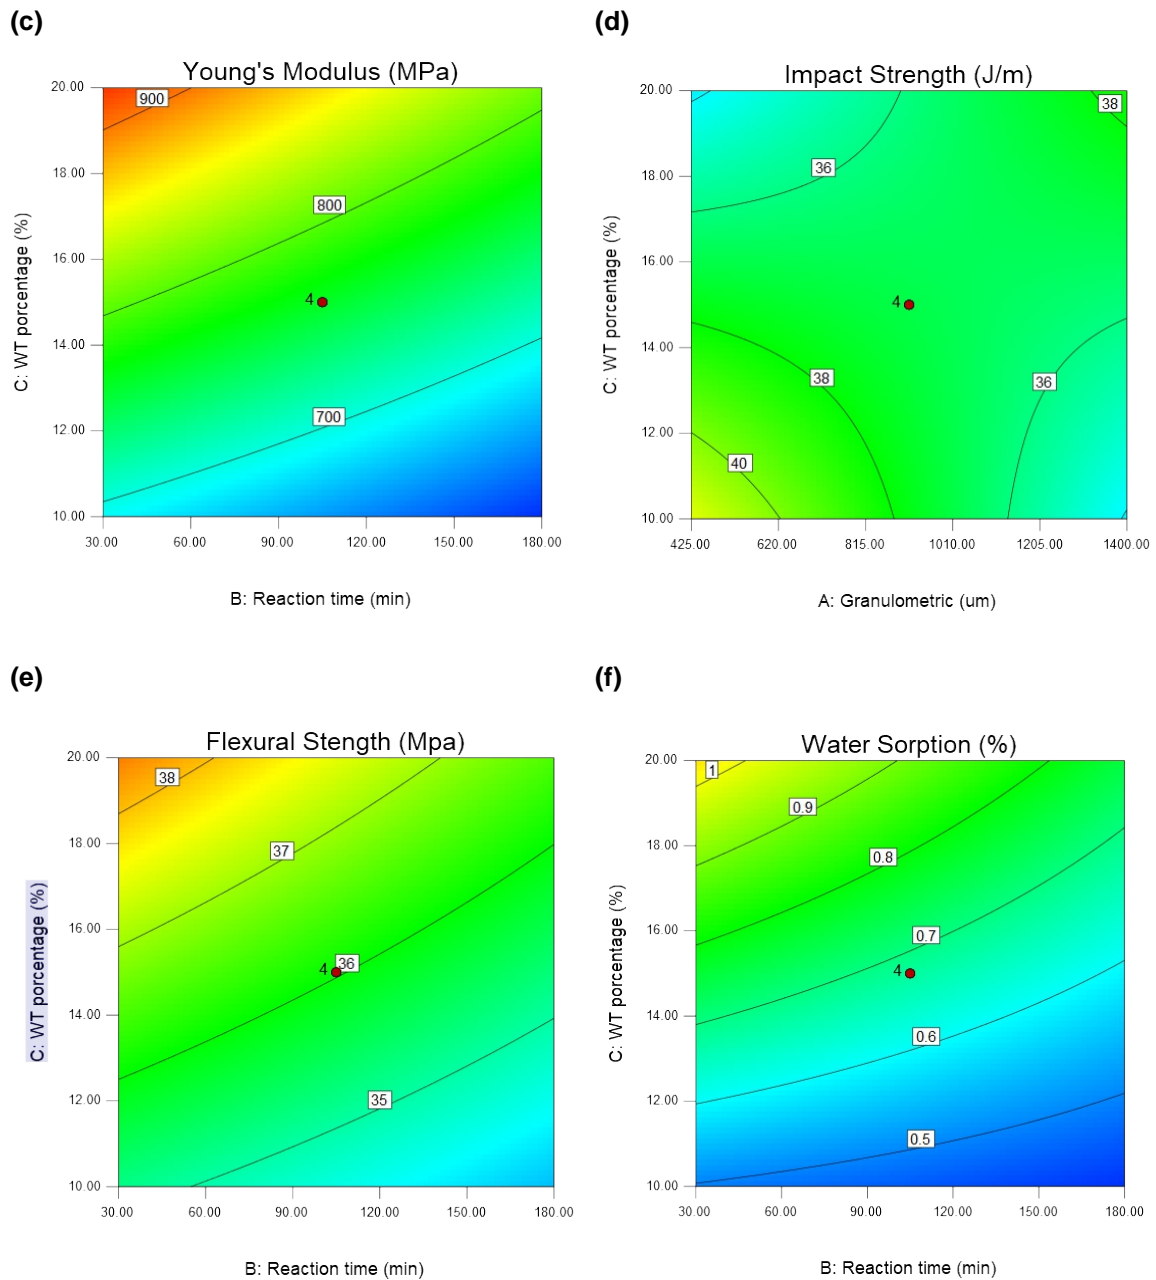 (c)
Young's Modulus (MPa)
20.00
18.00
16.00
14.00
12.00
10.00
C: WT porcentage (%)
900
800
4
700
30.00 60.00 90.00 120.00 150.00 180.00
B: Reaction time (min)
(d)
Impact Strength (J/m)
20.00
18.00
16.00
14.00
12.00
10.00
C: WT porcentage (%)
38
36
4
38
36
40
425.00 620.00 815.00 1010.00 1205.00 1400.00
A: Granulometric (um)
(e)
Flexural Stength (Mpa)
20.00
18.00
16.00
14.00
12.00
10.00
C: WT porcentage (%)
38
37
4 36
35
30.00 60.00 90.00 120.00 150.00 180.00
B: Reaction time (min)
(f)
Water Sorption (%)
20.00
18.00
16.00
14.00
12.00
10.00
C: WT porcentage (%)
1
0.9
0.8
0.7
4
0.6
0.5
30.00 60.00 90.00 120.00 150.00 180.00
B: Reaction time (min)